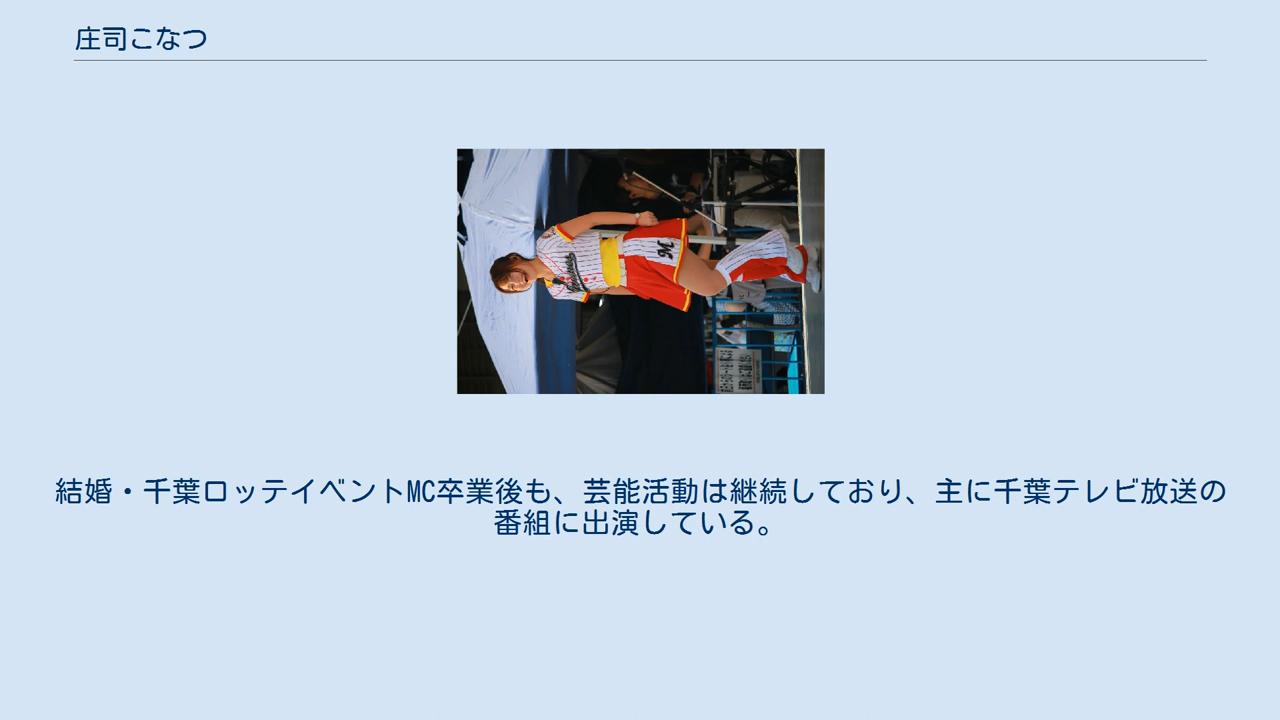 庄司こなつ
結婚・千葉ロッテイベントMC卒業後も、芸能活動は継続しており、主に千葉テレビ放送の
番組に出演している。